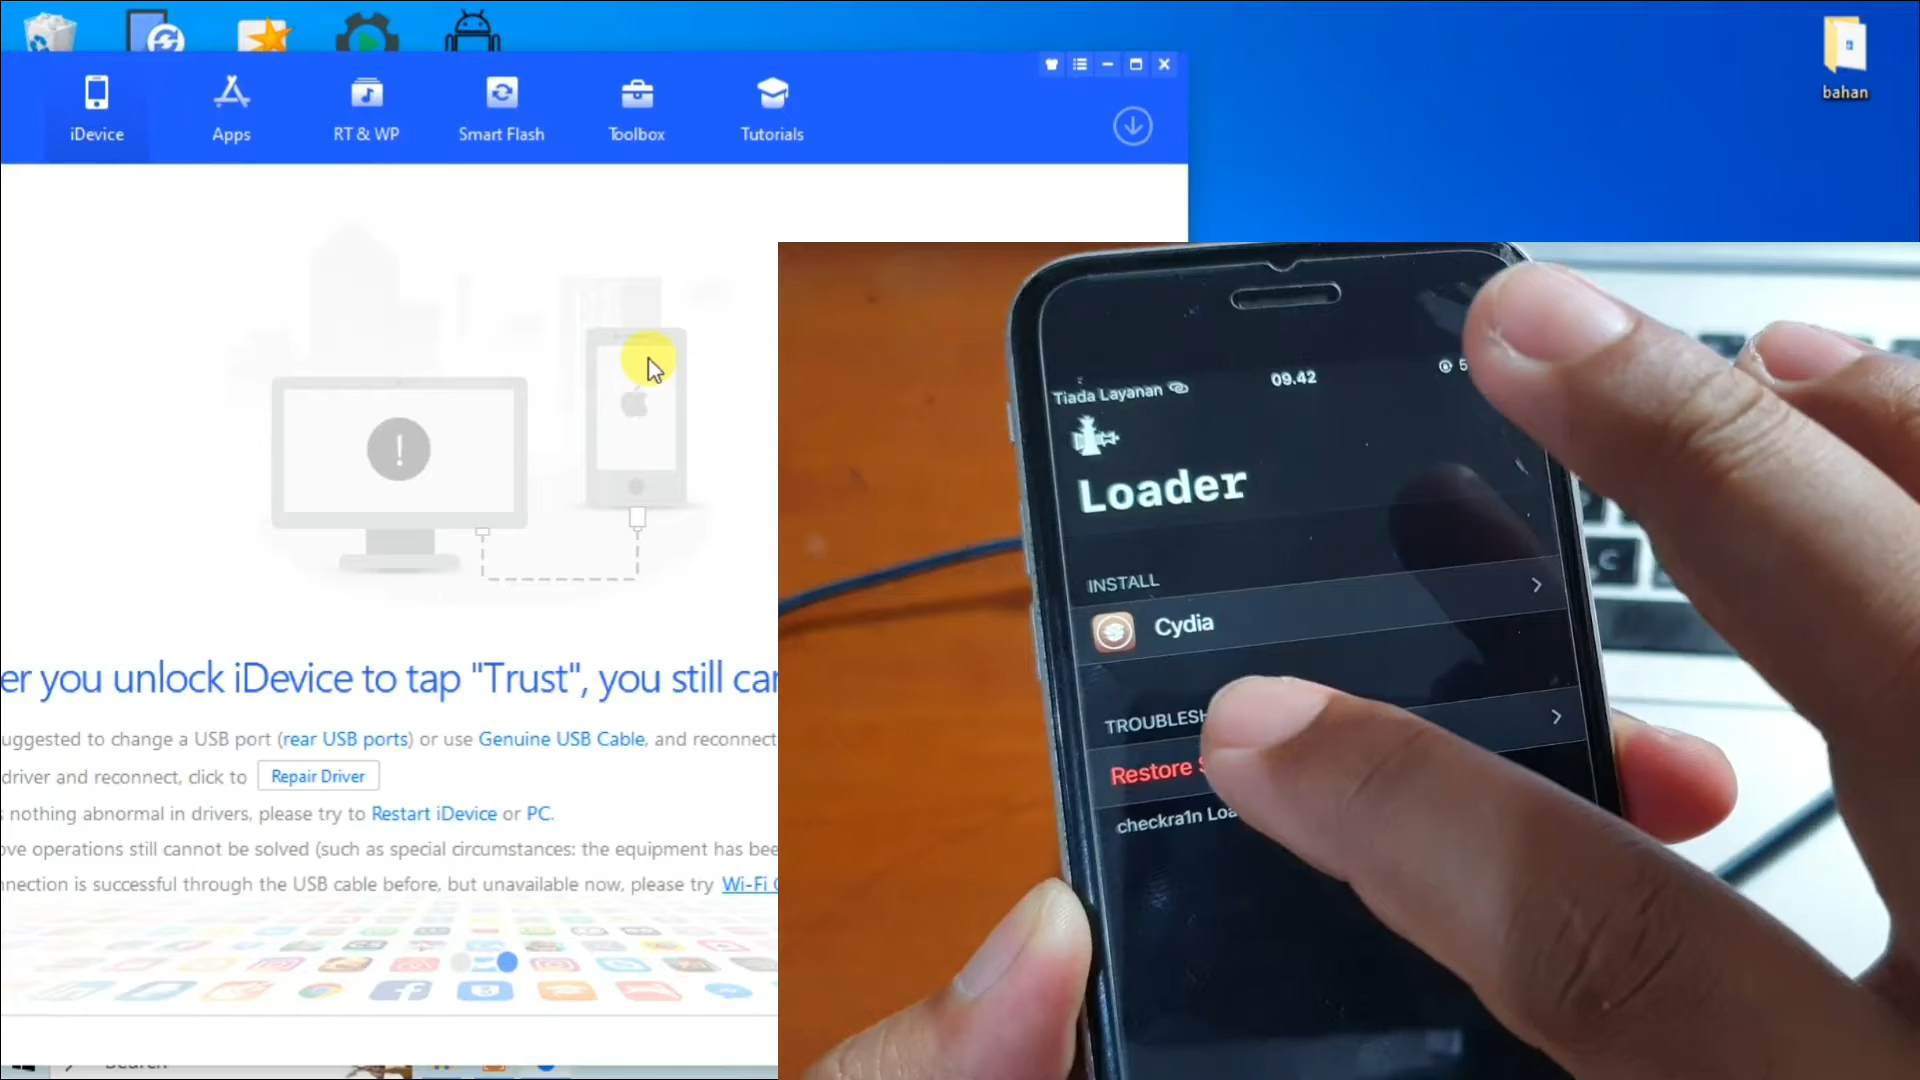 bahan
iDevice
Apps
RT & WP
Smart Flash
Toolbox
Tutorials
er you unlock iDevice to tap "Trust", you still
uggested to change a USB port (rear USB ports) or use Genuine USB Cable, and reconnect
driver and reconnect, click to Repair Driver
nothing abnormal in drivers, please try to Restart iDevice or PC.
ve operations still cannot be solved (such as special circumstances: the equipment has
nnection is successful through the USB cable before, but unavailable now, please try Wi-Fi
Tiada Layanan
09.42
Loader
INSTALL
Cydia
TROUBLESH
Restore
checkra1n Loa
C